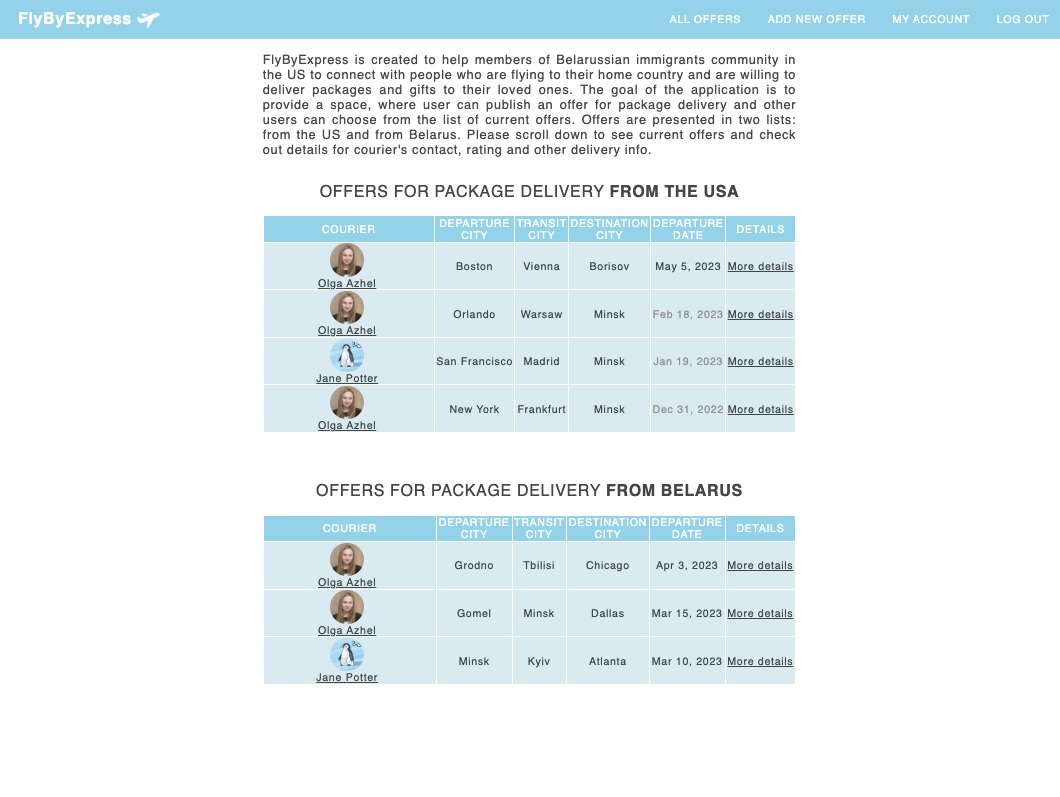 FlyByExpress
ALL OFFERS ADD NEW OFFER MY ACCOUNT LOG OUT
FlyByExpress is created to help members of Belarussian immigrants community in
the US to connect with people who are flying to their home country and are willing to
deliver packages and gifts to their loved ones. The goal of the application is to
provide a space, where user can publish an offer for package delivery and other
users can choose from the list of current offers. Offers are presented in two lists:
from the US and from Belarus. Please scroll down to see current offers and check
out details for courier's contact, rating and other delivery info.
OFFERS FOR PACKAGE DELIVERY FROM THE USA
COURIER DEPARTURE CITY TRANSIT CITY DESTINATION CITY DEPARTURE DATE DETAILS
Olga Azhel Boston Vienna Borisov May 5, 2023 More details
Olga Azhel Orlando Warsaw Minsk Feb 18, 2023 More details
Jane Potter San Francisco Madrid Minsk Jan 19, 2023 More details
Olga Azhel New York Frankfurt Minsk Dec 31, 2022 More details
OFFERS FOR PACKAGE DELIVERY FROM BELARUS
COURIER DEPARTURE CITY TRANSIT CITY DESTINATION CITY DEPARTURE DATE DETAILS
Olga Azhel Grodno Tbilisi Chicago Apr 3, 2023 More details
Olga Azhel Gomel Minsk Dallas Mar 15, 2023 More details
Jane Potter Minsk Kyiv Atlanta Mar 10, 2023 More details